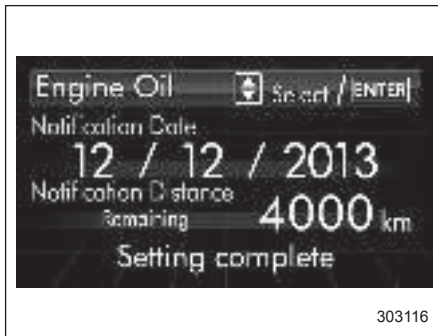 Engine Oil Select / ENTER
Notification Date
12 / 12 / 2013
Notification Distance
Remaining 4000 km
Setting complete
303116